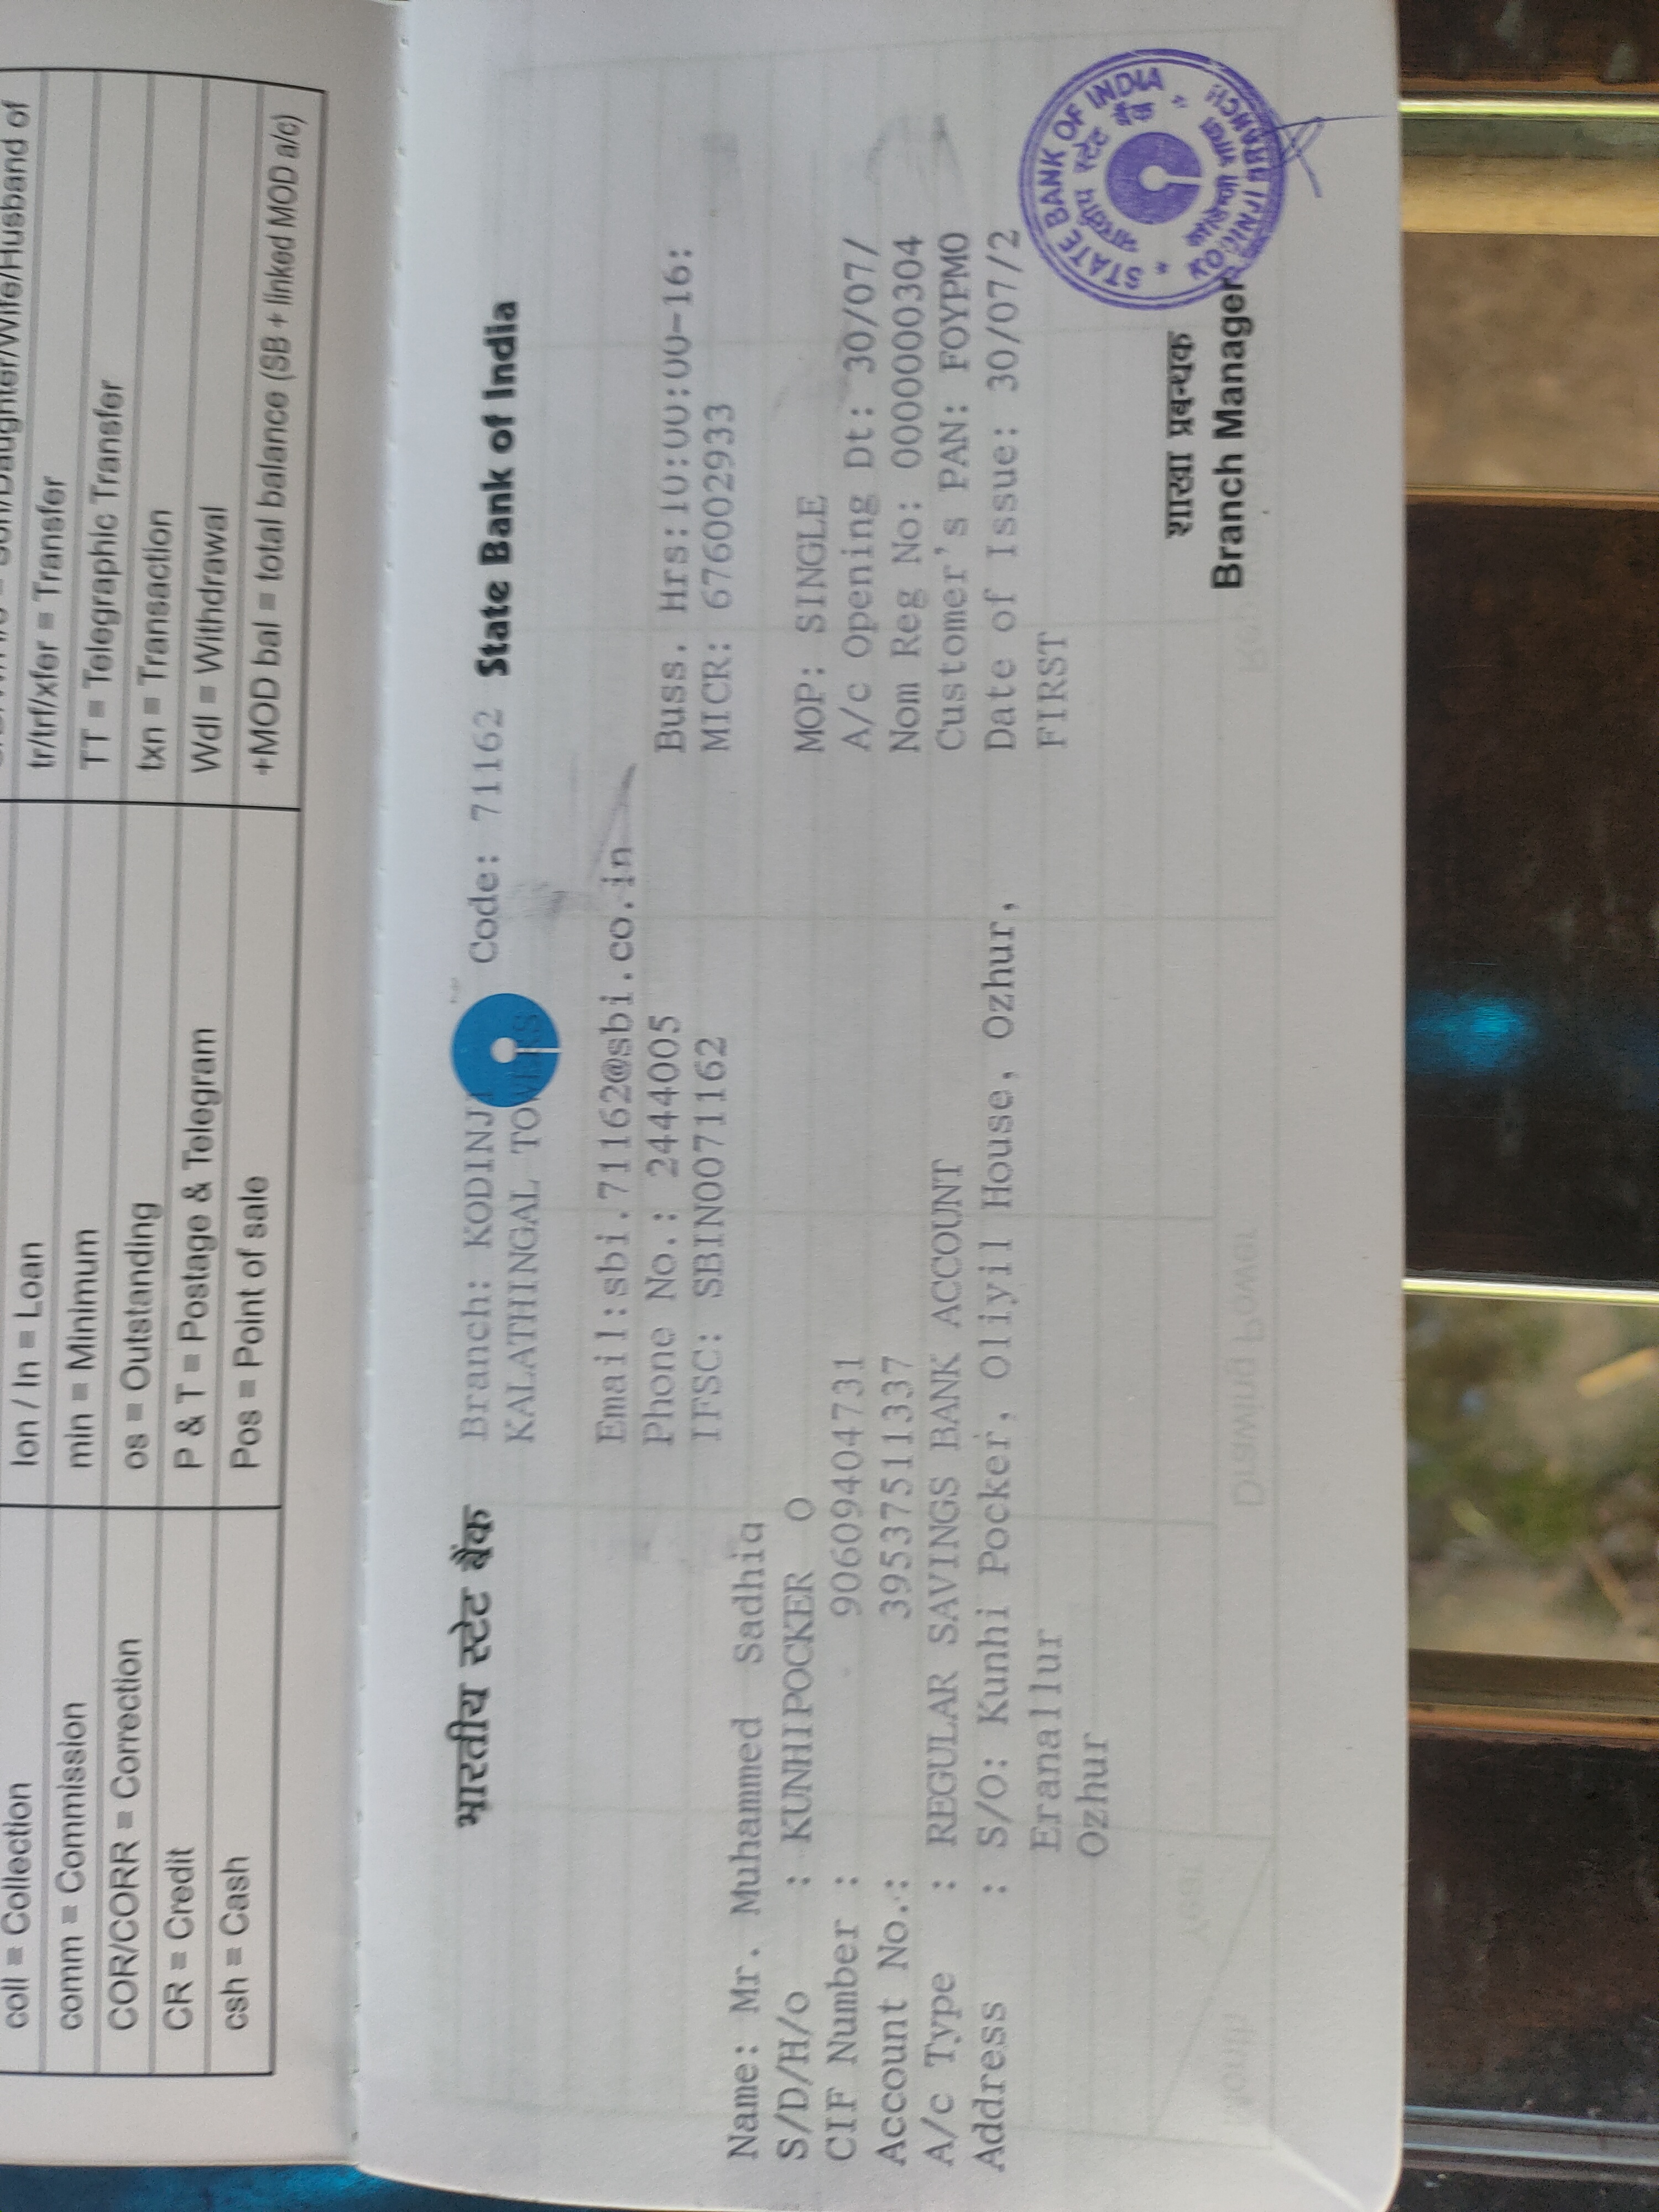 Son/Daughter/Wife/Husband of
coll = Collection
lon / ln = Loan
tr/trf/xfer = Transfer
comm = Commission
min = Minimum
TT = Telegraphic Transfer
COR/CORR = Correction
os = Outstanding
txn = Transaction
CR = Credit
P & T = Postage & Telegram
Wdl = Withdrawal
csh = Cash
Pos = Point of sale
+MOD bal = total balance (SB + linked MOD a/c)
भारतीय स्टेट बैंक
Branch: KODINJI Code: 71162 State Bank of India
KALATHINGAL TOWERS
Email:sbi.71162@sbi.co.in
Phone No.: 2444005 Buss. Hrs:10:00:00-16:
IFSC: SBIN0071162 MICR: 676002933
Name: Mr. Muhammed Sadhiq
S/D/H/o : KUNHIPOCKER O MOP: SINGLE
CIF Number : 90609404731 A/c Opening Dt: 30/07/
Account No.: 39537511337 Nom Reg No: 0000000304
A/c Type : REGULAR SAVINGS BANK ACCOUNT Customer's PAN: FOYPM0
Address : S/O: Kunhi Pocker, Oliyil House, Ozhur, Date of Issue: 30/07/2
Eranallur FIRST
Ozhur
शाखा प्रबन्धक
Branch Manager
STATE BANK OF INDIA
भारतीय स्टेट बैंक
KODINJI BRANCH